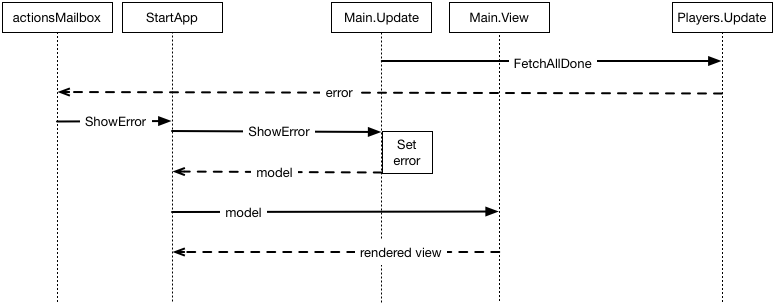 actionsMailbox
StartApp
Main.Update
Main.View
Players.Update
FetchAllDone
error
ShowError
ShowError
Set
error
model
model
rendered view